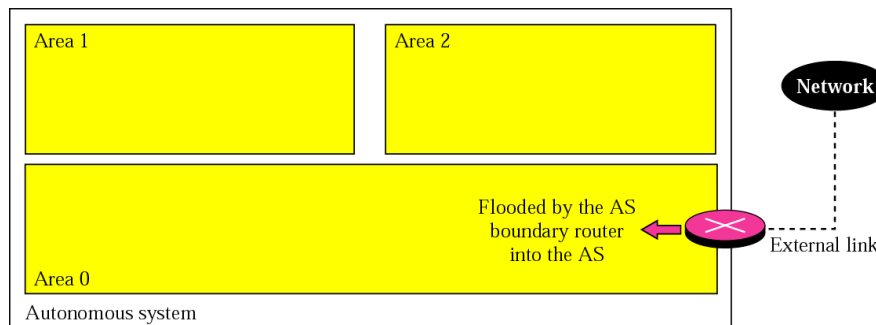 Area 1
Area 2
Network
Flooded by the AS
boundary router
into the AS
External link
Area 0
Autonomous system